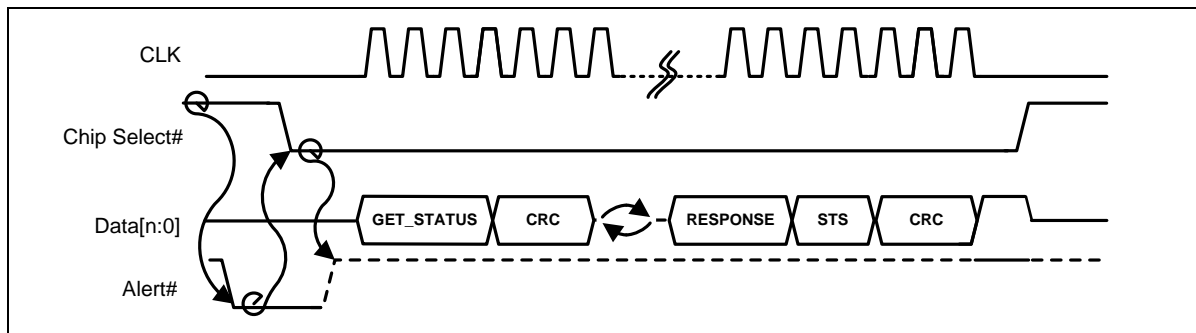 CLK
Chip Select#
Data[n:0]
GET_STATUS
CRC
RESPONSE
STS
CRC
Alert#